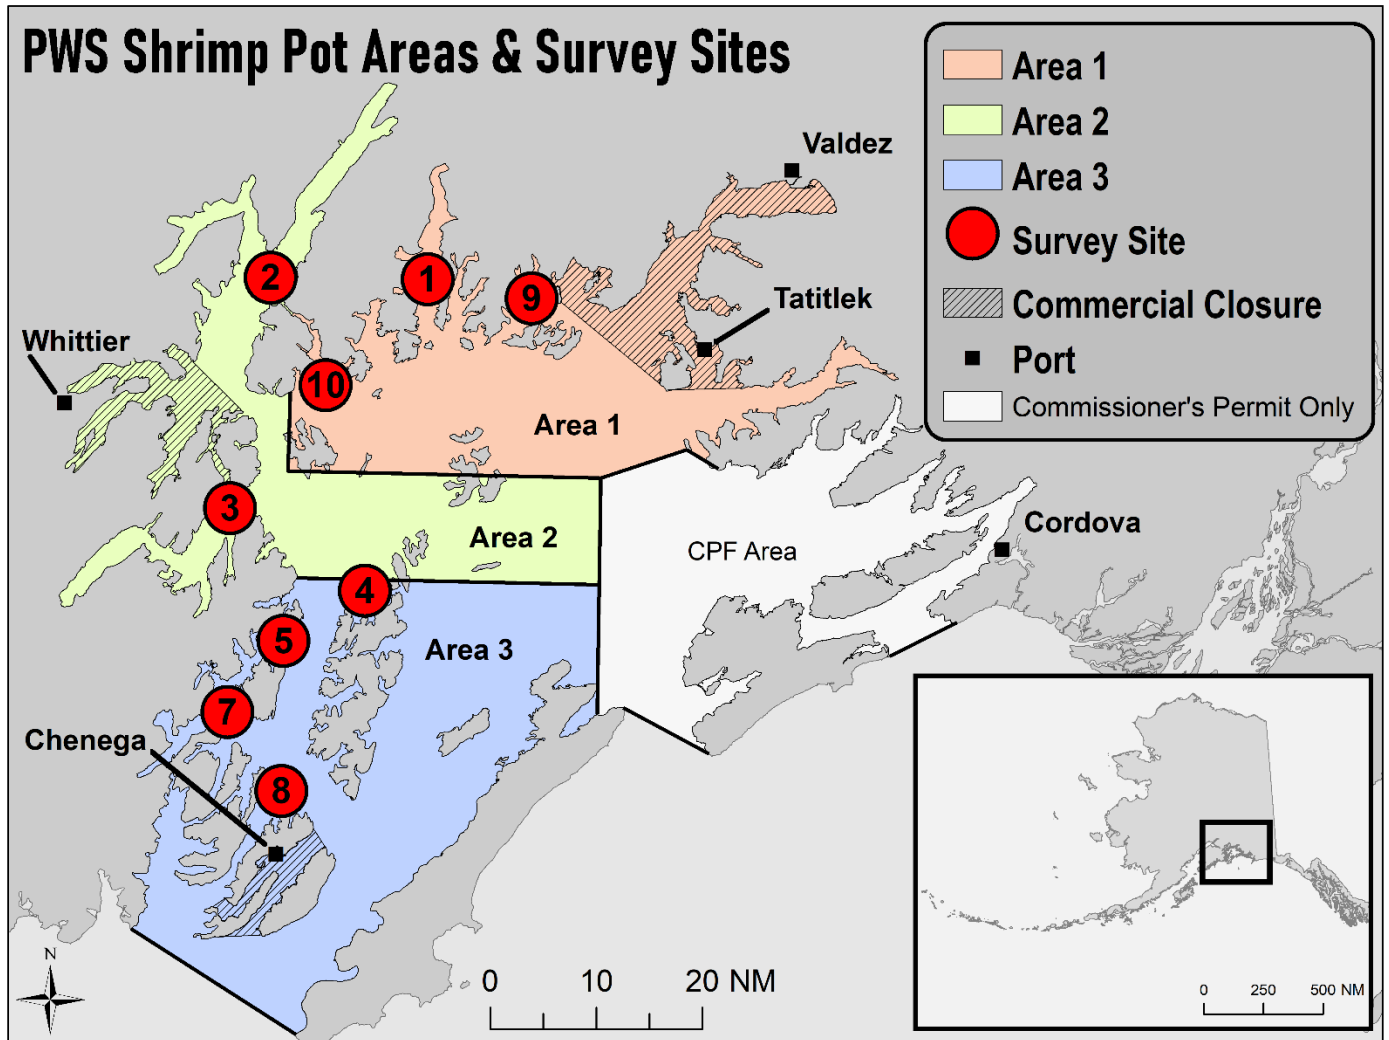 PWS Shrimp Pot Areas & Survey Sites
Area 1
Area 2
Area 3
Survey Site
Commercial Closure
Port
Commissioner's Permit Only
Valdez
Tatitlek
Whittier
Cordova
Chenega
2
1
9
10
3
4
5
7
8
Area 1
Area 2
Area 3
CPF Area
N
0 10 20 NM
0 250 500 NM